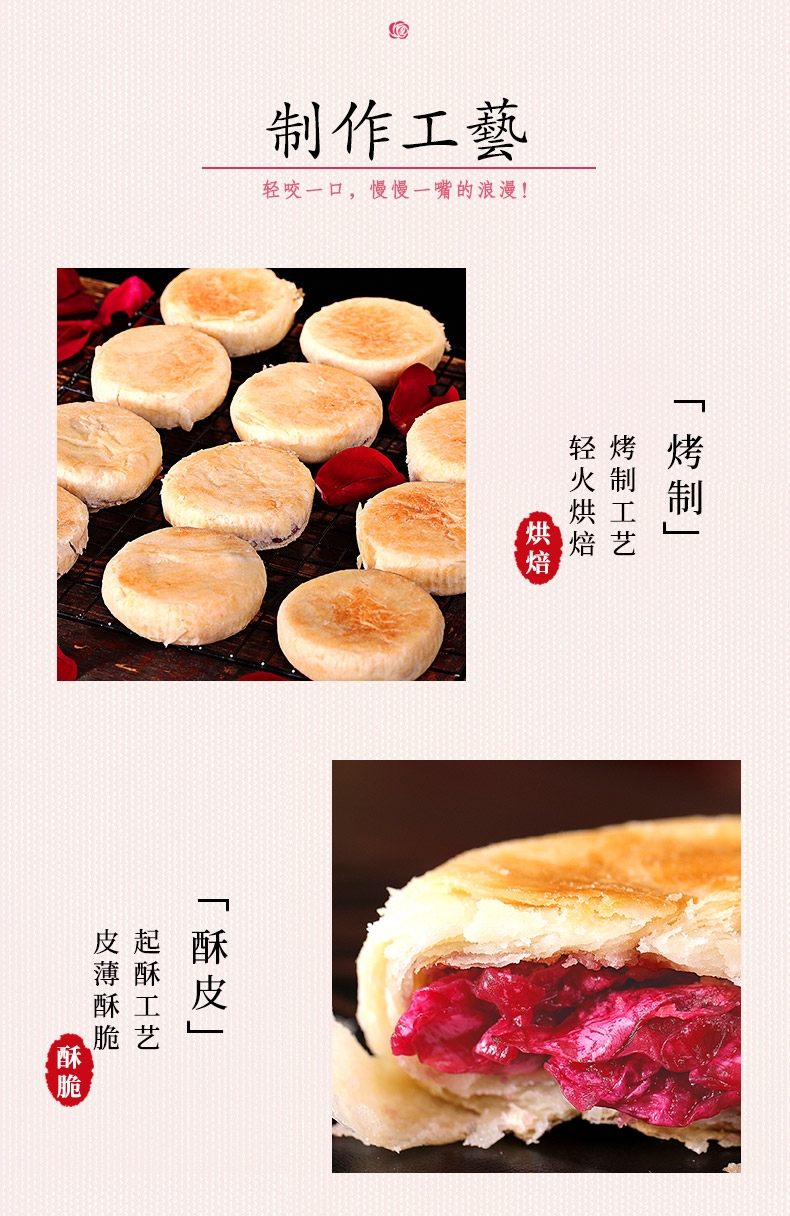 制作工藝
轻咬一口，慢慢一嘴的浪漫！
「烤制」
烤制工艺
轻火烘焙
烘焙
「酥皮」
起酥工艺
皮薄酥脆
酥脆